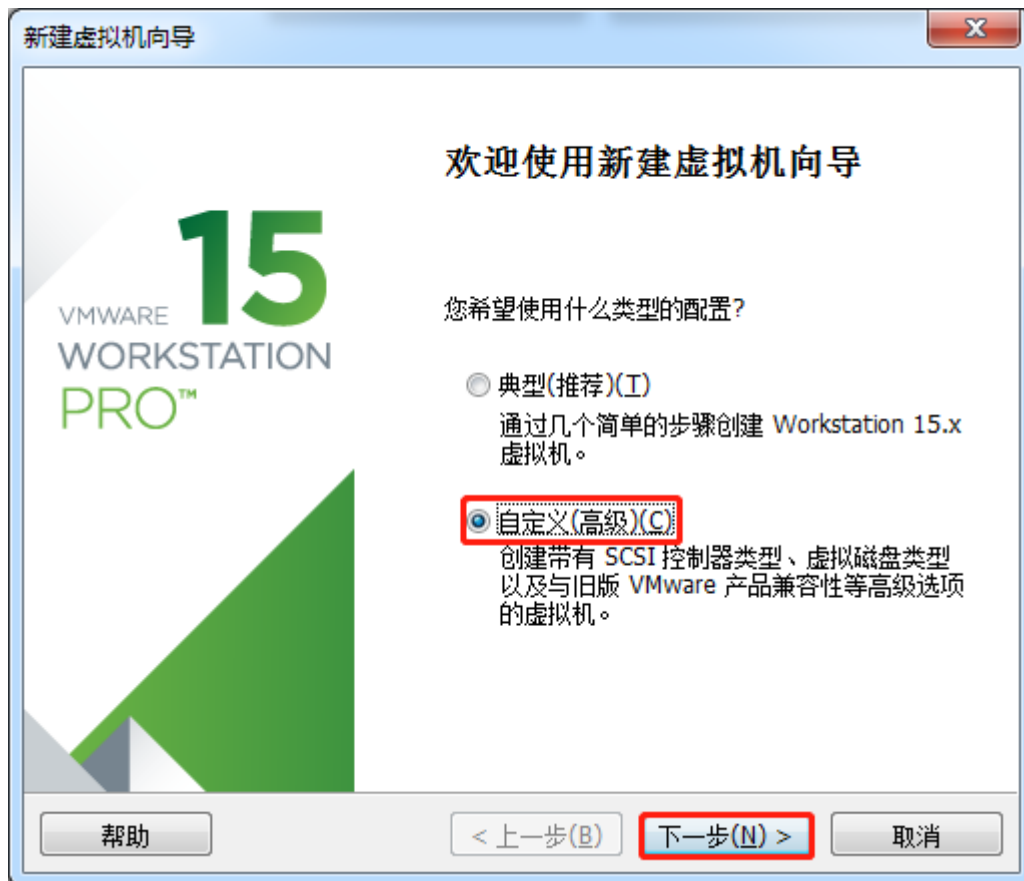 新建虚拟机向导
欢迎使用新建虚拟机向导
15
VMWARE
WORKSTATION
PRO™
您希望使用什么类型的配置?
典型(推荐)(T)
通过几个简单的步骤创建 Workstation 15.x
虚拟机。
自定义(高级)(C)
创建带有 SCSI 控制器类型、虚拟磁盘类型
以及与旧版 VMware 产品兼容性等高级选项
的虚拟机。
帮助
< 上一步(B)
下一步(N) >
取消